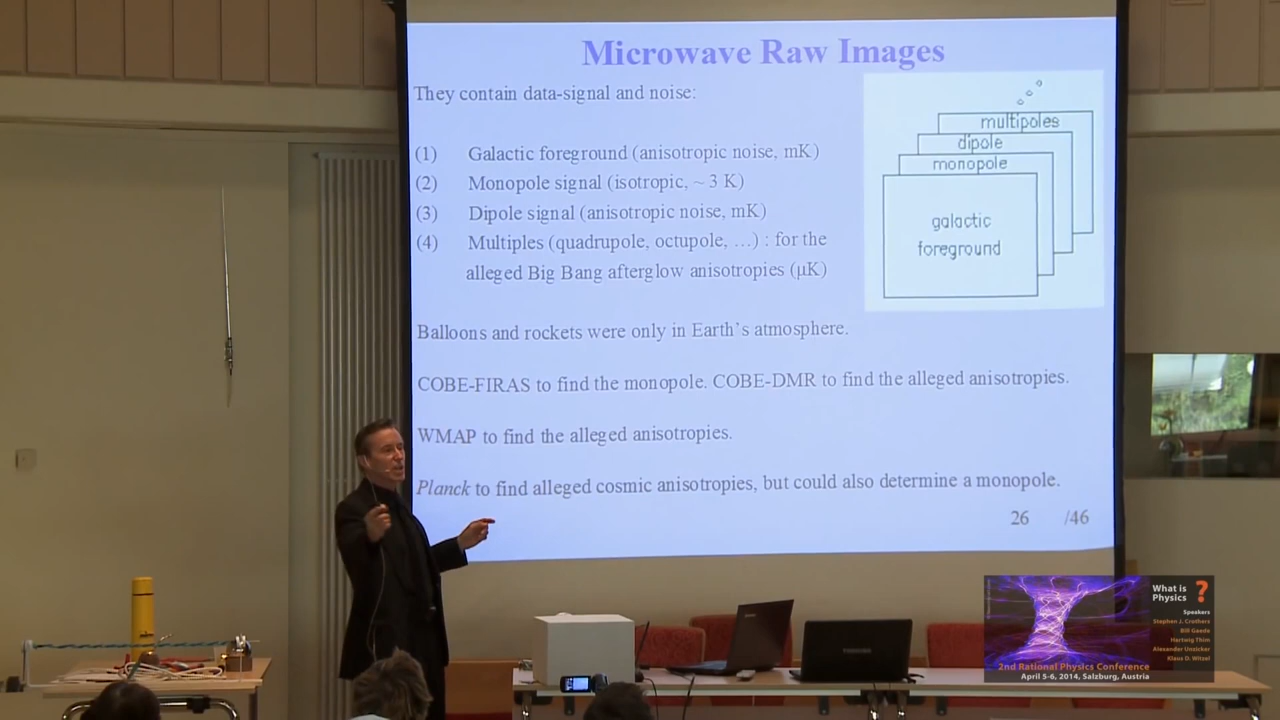 Microwave Raw Images
They contain data-signal and noise:
(1) Galactic foreground (anisotropic noise, mK)
(2) Monopole signal (isotropic, ~ 3 K)
(3) Dipole signal (anisotropic noise, mK)
(4) Multiples (quadrupole, octupole, …) : for the
alleged Big Bang afterglow anisotropies (μK)
multipoles
dipole
monopole
galactic
foreground
Balloons and rockets were only in Earth's atmosphere.
COBE-FIRAS to find the monopole. COBE-DMR to find the alleged anisotropies.
WMAP to find the alleged anisotropies.
Planck to find alleged cosmic anisotropies, but could also determine a monopole.
26 /46
What is
Physics ?
Speakers
Stephen J. Crothers
Bill Gaede
Hartwig Thim
Alexander Unzicker
Klaus D. Witzel
2nd Rational Physics Conference
April 5-6, 2014, Salzburg, Austria